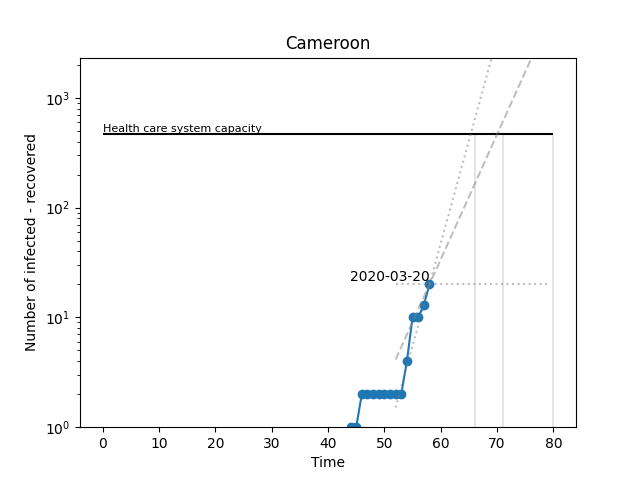 Cameroon
Number of infected - recovered
10³
Health care system capacity
10²
2020-03-20
10¹
10⁰
0 10 20 30 40 50 60 70 80
Time